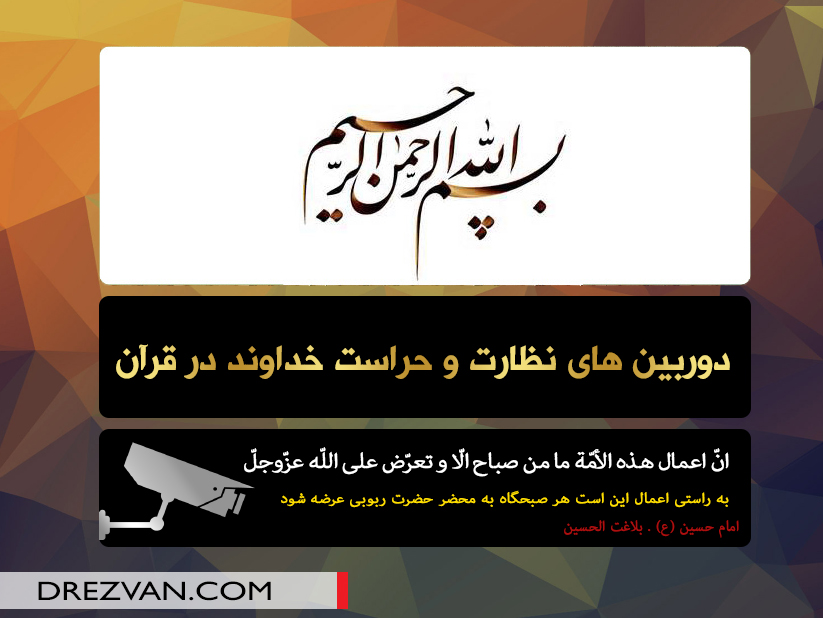 بسم الله الرحمن الرحیم
دوربین های نظارت و حراست خداوند در قرآن
انّ اعمال هذه الأمّة ما من صباح الّا و تعرّض علی اللّه عزّوجلّ
به راستی اعمال این است هر صبحگاه به محضر حضرت ربوبی عرضه شود
امام حسین (ع) . بلاغت الحسین
DREZVAN.COM